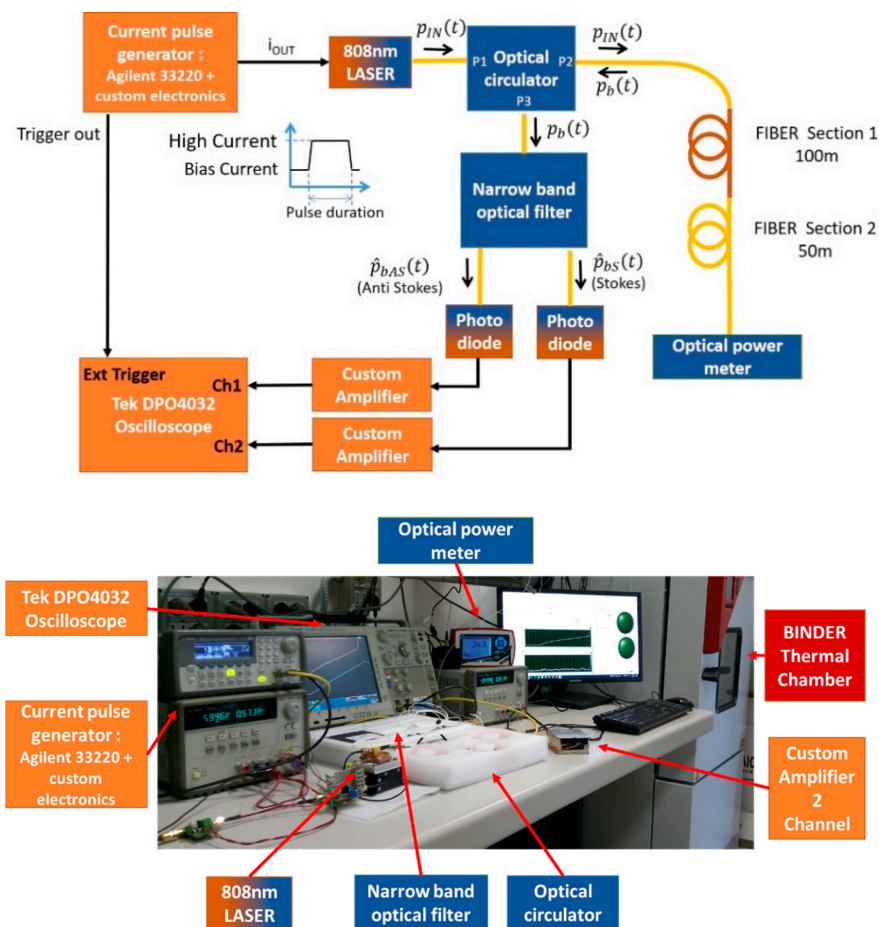 Current pulse
generator :
Agilent 33220 +
custom electronics
i_OUT
808nm
LASER
p_IN(t)
P1
Optical
circulator
P2
P3
p_IN(t)
p_b(t)
Trigger out
High Current
Bias Current
Pulse duration
p_b(t)
Narrow band
optical filter
FIBER Section 1
100m
FIBER Section 2
50m
p̂_bAS(t)
(Anti Stokes)
p̂_bS(t)
(Stokes)
Photo
diode
Photo
diode
Optical power
meter
Ext Trigger
Ch1
Tek DPO4032
Oscilloscope
Ch2
Custom
Amplifier
Custom
Amplifier
Optical power
meter
Tek DPO4032
Oscilloscope
BINDER
Thermal
Chamber
Current pulse
generator :
Agilent 33220 +
custom
electronics
Custom
Amplifier
2
Channel
808nm
LASER
Narrow band
optical filter
Optical
circulator